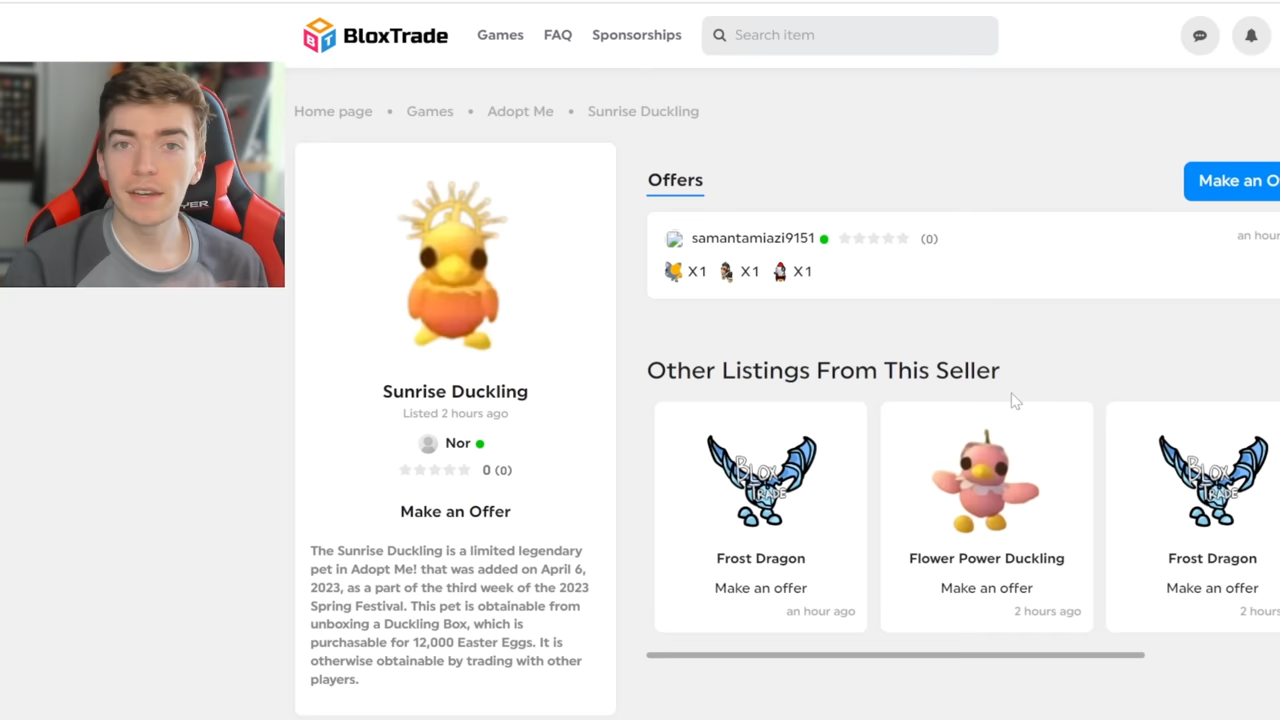 BloxTrade
Games
FAQ
Sponsorships
Search item
Home page • Games • Adopt Me • Sunrise Duckling
YER
Sunrise Duckling
Listed 2 hours ago
Nor
0 (0)
Make an Offer
The Sunrise Duckling is a limited legendary
pet in Adopt Me! that was added on April 6,
2023, as a part of the third week of the 2023
Spring Festival. This pet is obtainable from
unboxing a Duckling Box, which is
purchasable for 12,000 Easter Eggs. It is
otherwise obtainable by trading with other
players.
Offers
Make an O
samantamiazi9151 (0)
an hour
X1 X1 X1
Other Listings From This Seller
BLOX
TRADE
Frost Dragon
Make an offer
an hour ago
Flower Power Duckling
Make an offer
2 hours ago
BLOX
TRADE
Frost Dragon
Make an offer
2 hours